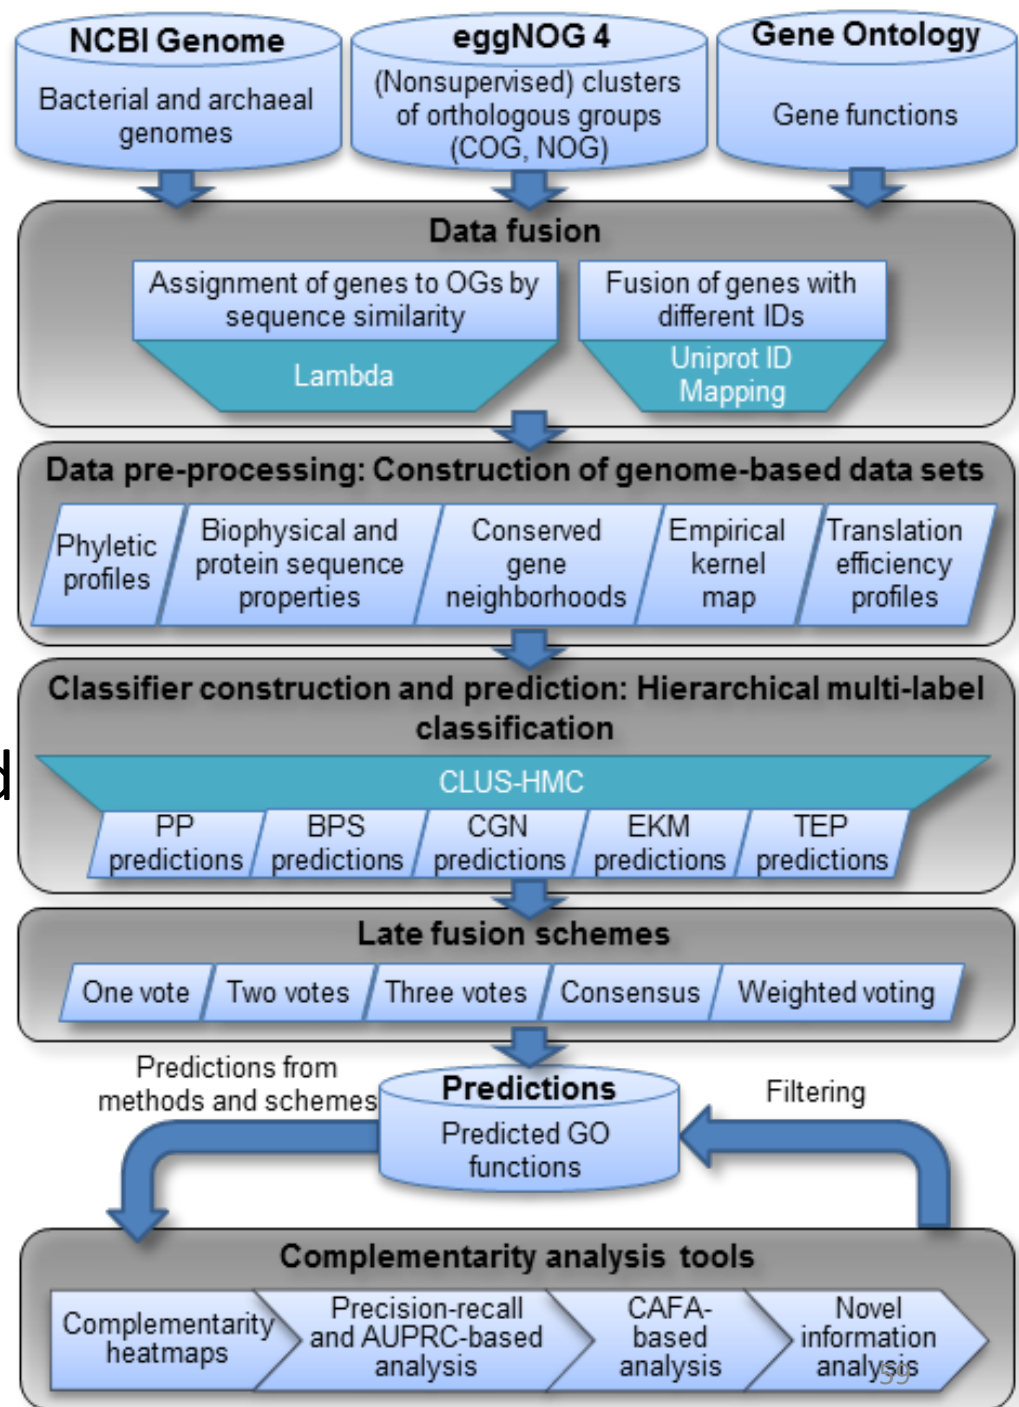 NCBI Genome
Bacterial and archaeal
genomes
eggNOG 4
(Nonsupervised) clusters
of orthologous groups
(COG, NOG)
Gene Ontology
Gene functions
Data fusion
Assignment of genes to OGs by
sequence similarity
Lambda
Fusion of genes with
different IDs
Uniprot ID
Mapping
Data pre-processing: Construction of genome-based data sets
Phyletic
profiles
Biophysical and
protein sequence
properties
Conserved
gene
neighborhoods
Empirical
kernel
map
Translation
efficiency
profiles
Classifier construction and prediction: Hierarchical multi-label
classification
d
CLUS-HMC
PP
predictions
BPS
predictions
CGN
predictions
EKM
predictions
TEP
predictions
Late fusion schemes
One vote
Two votes
Three votes
Consensus
Weighted voting
Predictions from
methods and schemes
Predictions
Predicted GO
functions
Filtering
Complementarity analysis tools
Complementarity
heatmaps
Precision-recall
and AUPRC-based
analysis
CAFA-
based
analysis
Novel
information
analysis
59